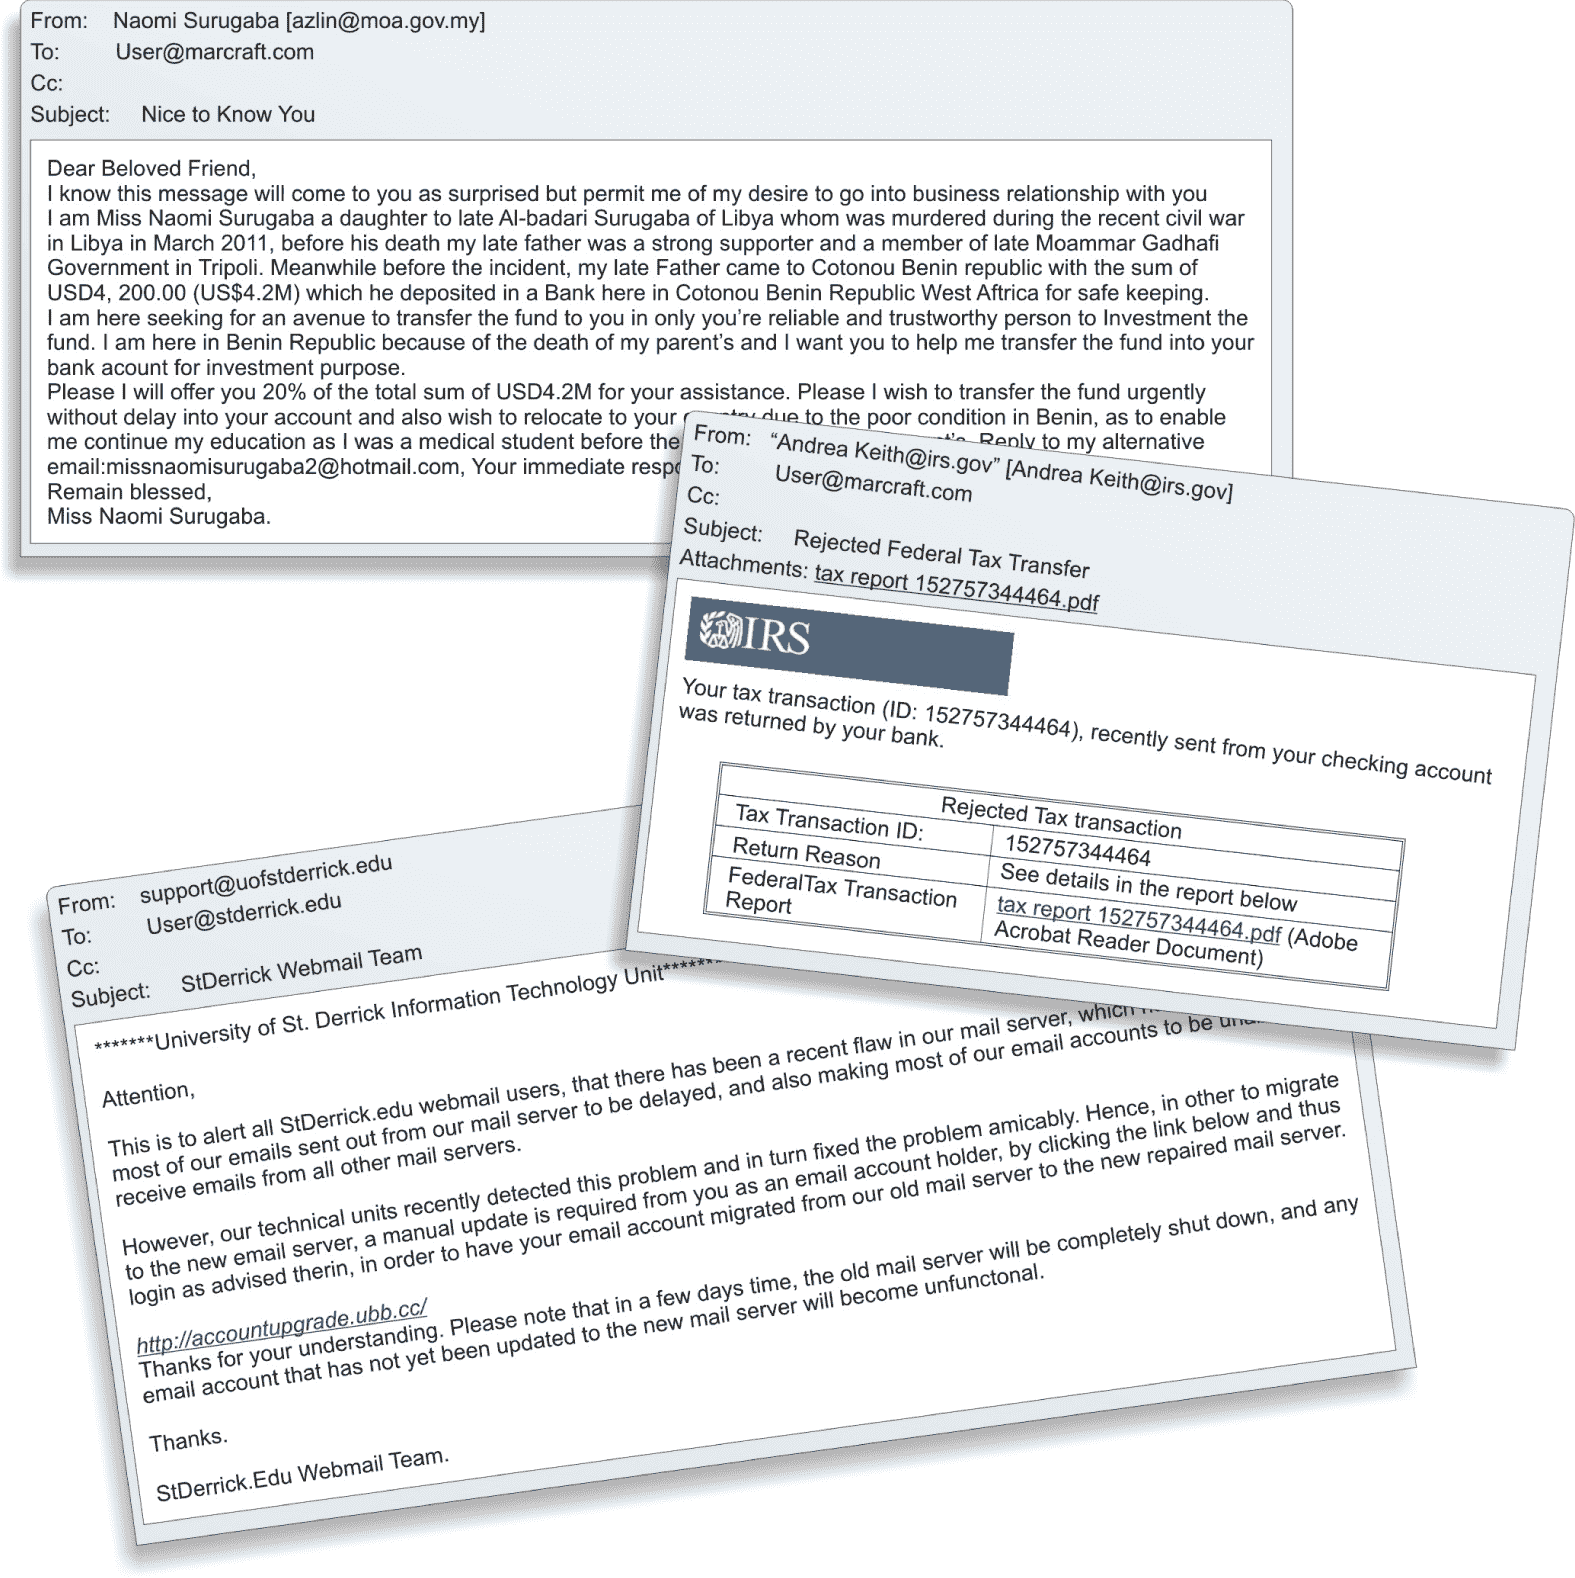 From: Naomi Surugaba [azlin@moa.gov.my]
To: User@marcraft.com
Cc:
Subject: Nice to Know You
Dear Beloved Friend,
I know this message will come to you as surprised but permit me of my desire to go into business relationship with you
I am Miss Naomi Surugaba a daughter to late Al-badari Surugaba of Libya whom was murdered during the recent civil war
in Libya in March 2011, before his death my late father was a strong supporter and a member of late Moammar Gadhafi
Government in Tripoli. Meanwhile before the incident, my late Father came to Cotonou Benin republic with the sum of
USD4, 200.00 (US$4.2M) which he deposited in a Bank here in Cotonou Benin Republic West Aftrica for safe keeping.
I am here seeking for an avenue to transfer the fund to you in only you're reliable and trustworthy person to Investment the
fund. I am here in Benin Republic because of the death of my parent's and I want you to help me transfer the fund into your
bank acount for investment purpose.
Please I will offer you 20% of the total sum of USD4.2M for your assistance. Please I wish to transfer the fund urgently
without delay into your account and also wish to relocate to your country due to the poor condition in Benin, as to enable
me continue my education as I was a medical student before the Reply to my alternative
email:missnaomisurugaba2@hotmail.com, Your immediate
Remain blessed,
Miss Naomi Surugaba.
From: “Andrea Keith@irs.gov” [Andrea Keith@irs.gov]
To: User@marcraft.com
Cc:
Subject: Rejected Federal Tax Transfer
Attachments: tax report 152757344464.pdf
IRS
Your tax transaction (ID: 152757344464), recently sent from your checking account
was returned by your bank.
Rejected Tax transaction
Tax Transaction ID: 152757344464
Return Reason See details in the report below
FederalTax Transaction Report tax report 152757344464.pdf (Adobe
Acrobat Reader Document)
From: support@uofstderrick.edu
To: User@stderrick.edu
Cc:
Subject: StDerrick Webmail Team
*******University of St. Derrick Information Technology Unit*******
Attention,
This is to alert all StDerrick.edu webmail users, that there has been a recent flaw in our mail server, which
most of our emails sent out from our mail server to be delayed, and also making most of our email accounts to be
receive emails from all other mail servers.
However, our technical units recently detected this problem and in turn fixed the problem amicably. Hence, in other to migrate
to the new email server, a manual update is required from you as an email account holder, by clicking the link below and thus
login as advised therin, in order to have your email account migrated from our old mail server to the new repaired mail server.
http://accountupgrade.ubb.cc/
Thanks for your understanding. Please note that in a few days time, the old mail server will be completely shut down, and any
email account that has not yet been updated to the new mail server will become unfunctonal.
Thanks.
StDerrick.Edu Webmail Team.